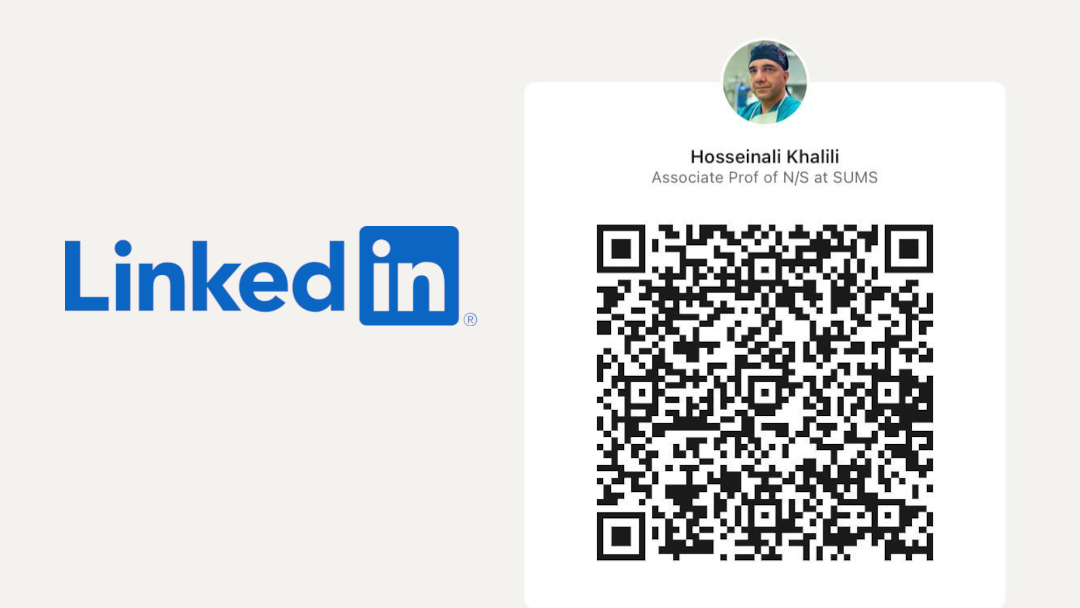 LinkedIn®
Hosseinali Khalili
Associate Prof of N/S at SUMS